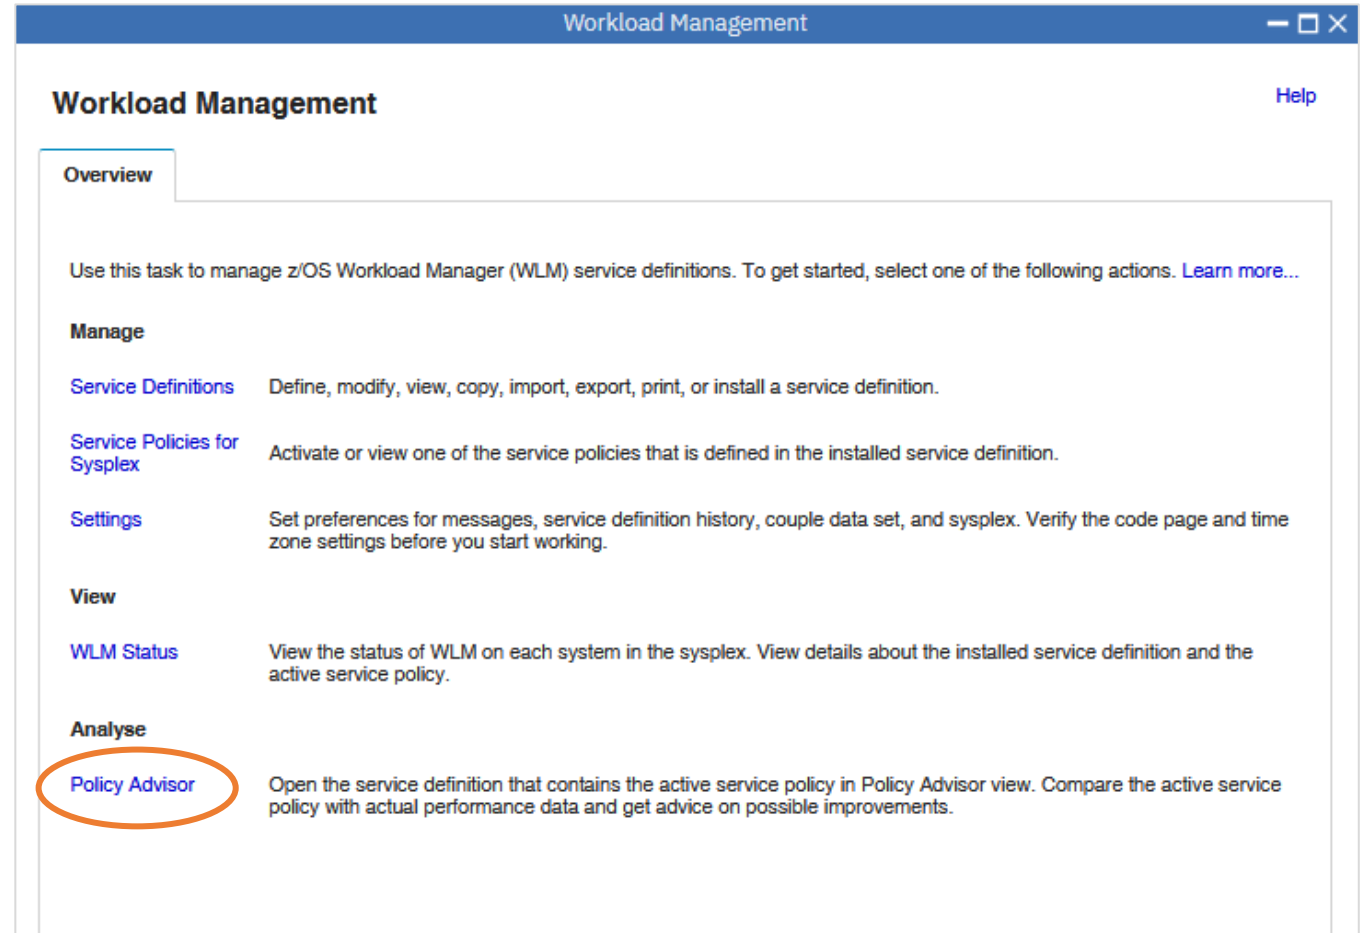 Workload Management
Workload Management
Help
Overview
Use this task to manage z/OS Workload Manager (WLM) service definitions. To get started, select one of the following actions. Learn more...
Manage
Service Definitions
Define, modify, view, copy, import, export, print, or install a service definition.
Service Policies for
Sysplex
Activate or view one of the service policies that is defined in the installed service definition.
Settings
Set preferences for messages, service definition history, couple data set, and sysplex. Verify the code page and time
zone settings before you start working.
View
WLM Status
View the status of WLM on each system in the sysplex. View details about the installed service definition and the
active service policy.
Analyse
Policy Advisor
Open the service definition that contains the active service policy in Policy Advisor view. Compare the active service
policy with actual performance data and get advice on possible improvements.